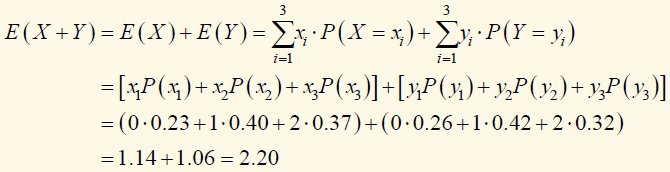 E(X+Y) = E(X)+E(Y) = ∑_{i=1}^{3} x_i·P(X=x_i) + ∑_{i=1}^{3} y_i·P(Y=y_i)
= [x_1P(x_1)+x_2P(x_2)+x_3P(x_3)]+[y_1P(y_1)+y_2P(y_2)+y_3P(y_3)]
= (0·0.23+1·0.40+2·0.37)+(0·0.26+1·0.42+2·0.32)
= 1.14+1.06 = 2.20